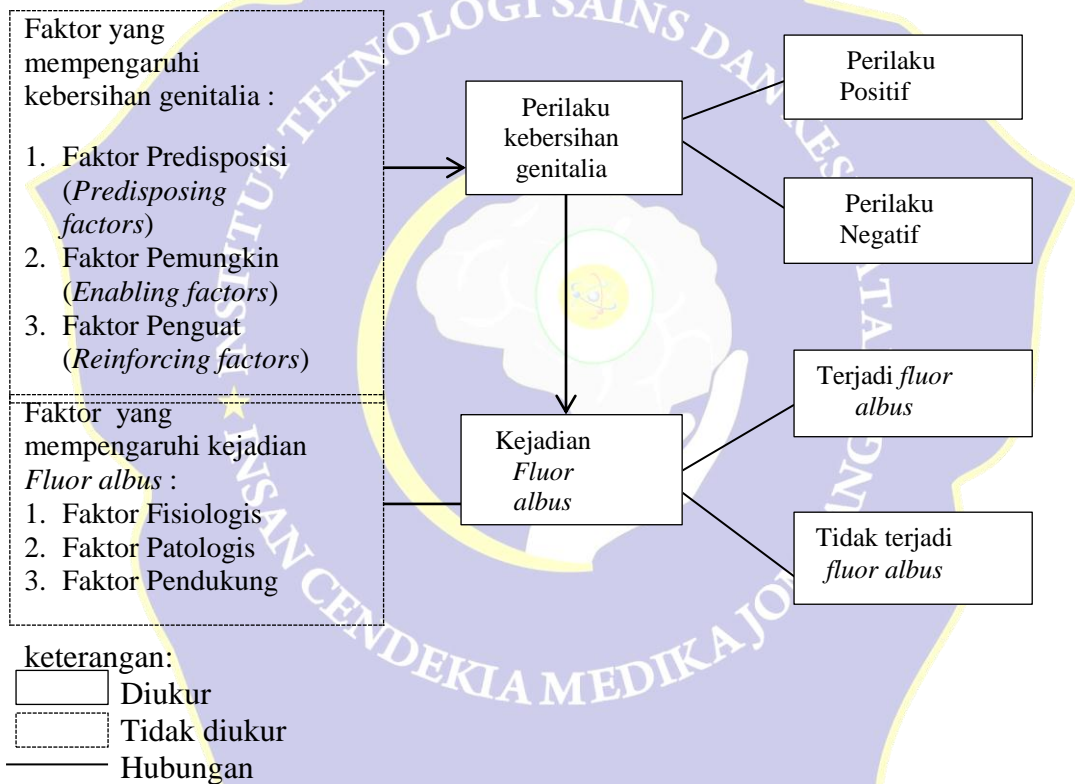 Faktor yang
mempengaruhi
kebersihan genitalia :
1. Faktor Predisposisi
(Predisposing
factors)
2. Faktor Pemungkin
(Enabling factors)
3. Faktor Penguat
(Reinforcing factors)
Faktor yang
mempengaruhi kejadian
Fluor albus :
1. Faktor Fisiologis
2. Faktor Patologis
3. Faktor Pendukung
Perilaku
kebersihan
genitalia
Perilaku
Positif
Perilaku
Negatif
Kejadian
Fluor
albus
Terjadi fluor
albus
Tidak terjadi
fluor albus
keterangan:
Diukur
Tidak diukur
Hubungan
INSTITUT TEKNOLOGI SAINS DAN
INSAN CENDEKIA MEDIKA